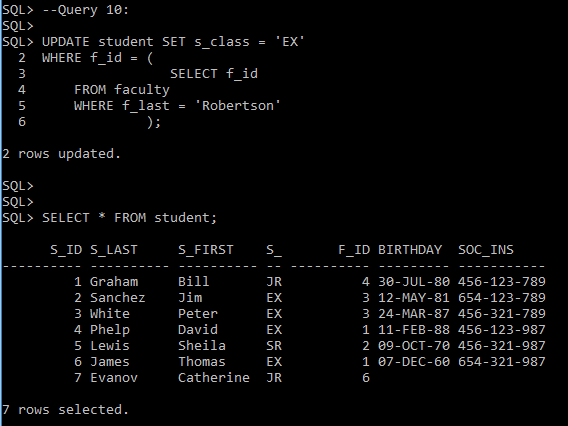 SQL> --Query 10:
SQL>
SQL> UPDATE student SET s_class = 'EX'
  2  WHERE f_id = (
  3                  SELECT f_id
  4      FROM faculty
  5      WHERE f_last = 'Robertson'
  6               );

2 rows updated.

SQL>
SQL>
SQL> SELECT * FROM student;

      S_ID S_LAST     S_FIRST    S_       F_ID BIRTHDAY  SOC_INS
---------- ---------- ---------- -- ---------- --------- -----------
         1 Graham     Bill       JR          4 30-JUL-80 456-123-789
         2 Sanchez    Jim        EX          3 12-MAY-81 654-123-789
         3 White      Peter      EX          3 24-MAR-87 456-321-789
         4 Phelp      David      EX          1 11-FEB-88 456-123-987
         5 Lewis      Sheila     SR          2 09-OCT-70 456-321-987
         6 James      Thomas     EX          1 07-DEC-60 654-321-987
         7 Evanov     Catherine  JR          6

7 rows selected.